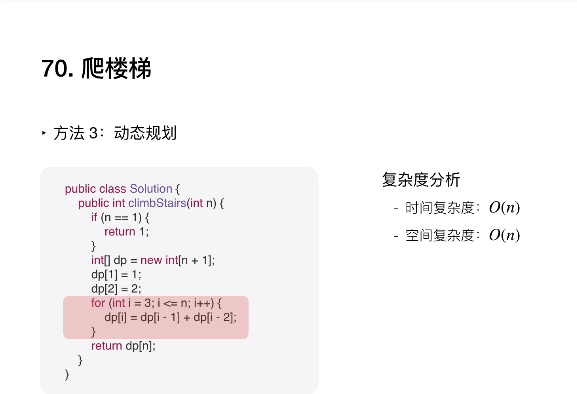 70. 爬楼梯
‣ 方法 3：动态规划
public class Solution {
public int climbStairs(int n) {
if (n == 1) {
return 1;
}
int[] dp = new int[n + 1];
dp[1] = 1;
dp[2] = 2;
for (int i = 3; i <= n; i++) {
dp[i] = dp[i - 1] + dp[i - 2];
}
return dp[n];
}
}
复杂度分析
- 时间复杂度：O(n)
- 空间复杂度：O(n)